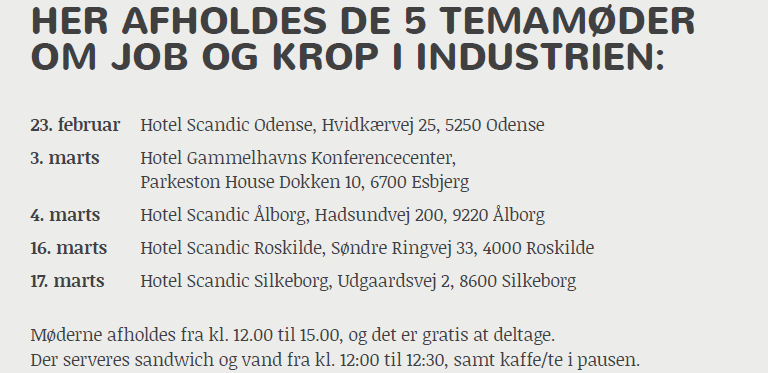 HER AFHOLDES DE 5 TEMAMØDER
OM JOB OG KROP I INDUSTRIEN:
23. februar Hotel Scandic Odense, Hvidkærvej 25, 5250 Odense
3. marts Hotel Gammelhavns Konferencecenter,
Parkeston House Dokken 10, 6700 Esbjerg
4. marts Hotel Scandic Ålborg, Hadsundvej 200, 9220 Ålborg
16. marts Hotel Scandic Roskilde, Søndre Ringvej 33, 4000 Roskilde
17. marts Hotel Scandic Silkeborg, Udgaardsvej 2, 8600 Silkeborg
Møderne afholdes fra kl. 12.00 til 15.00, og det er gratis at deltage.
Der serveres sandwich og vand fra kl. 12:00 til 12:30, samt kaffe/te i pausen.